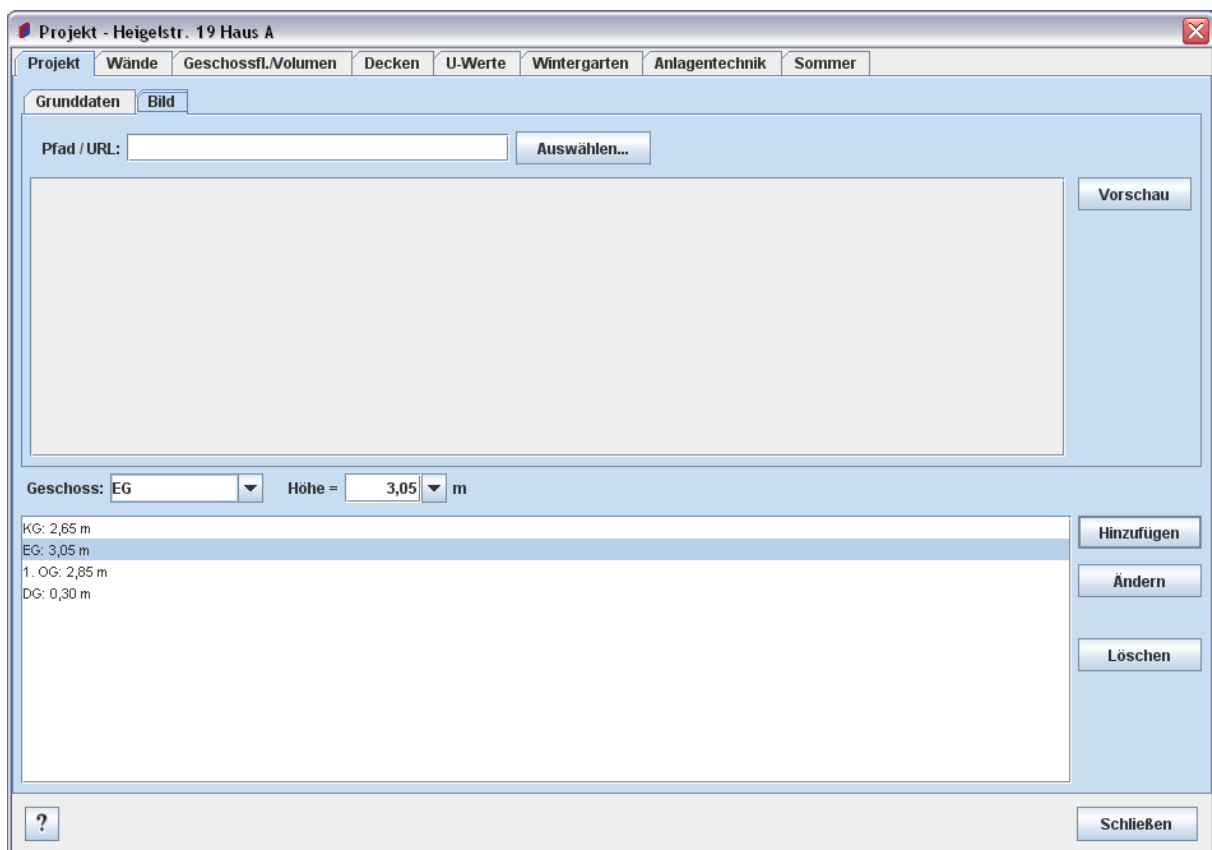 Projekt - Heigelstr. 19 Haus A
Projekt Wände Geschossfl./Volumen Decken U-Werte Wintergarten Anlagentechnik Sommer
Grunddaten Bild
Pfad / URL: Auswählen...
Vorschau
Geschoss: EG Höhe = 3,05 m
KG: 2,65 m
EG: 3,05 m
1. OG: 2,85 m
DG: 0,30 m
Hinzufügen
Ändern
Löschen
? Schließen